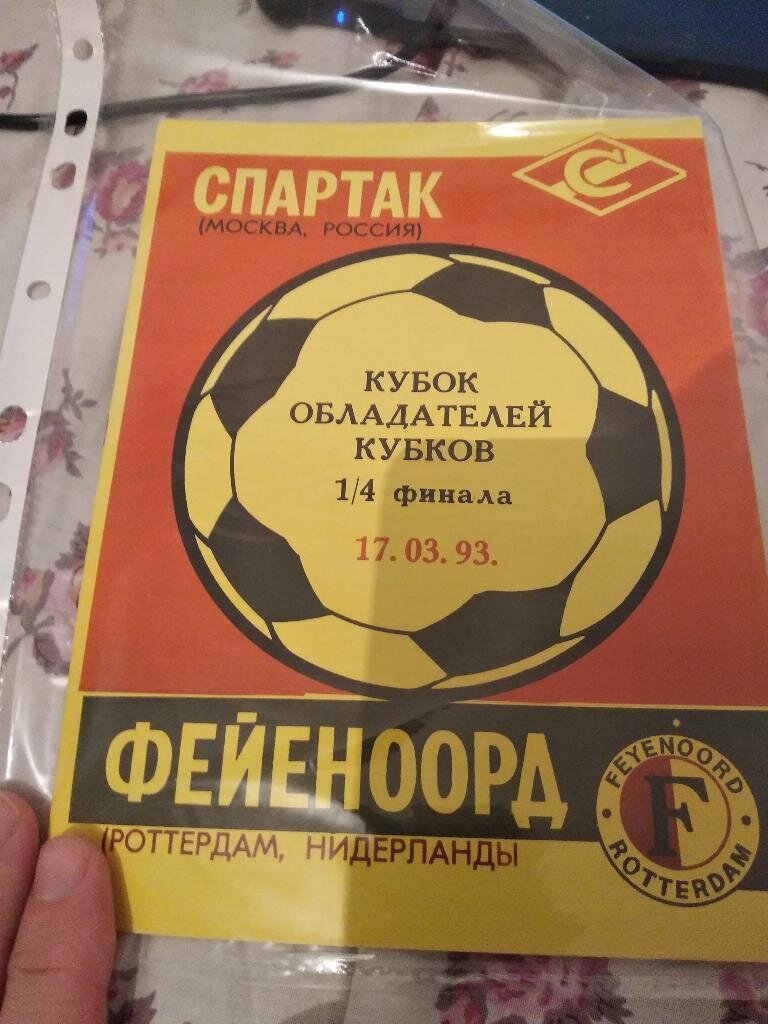 СПАРТАК
(МОСКВА, РОССИЯ)
КУБОК
ОБЛАДАТЕЛЕЙ
КУБКОВ
1/4 финала
17.03.93.
ФЕЙЕНООРД
(РОТТЕРДАМ, НИДЕРЛАНДЫ
FEYENOORD
F
ROTTERDAM